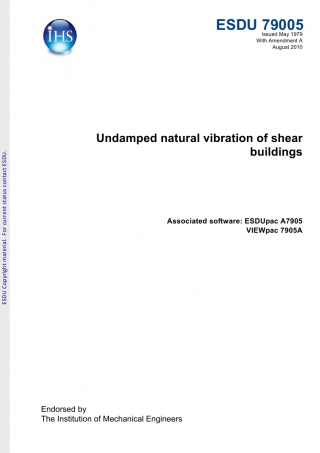 ESDU 79005
Issued May 1979
With Amendment A
August 2010
IHS
Undamped natural vibration of shear
buildings
Associated software: ESDUpac A7905
VIEWpac 7905A
ESDU Copyright material. For current status contact ESDU.
Endorsed by
The Institution of Mechanical Engineers